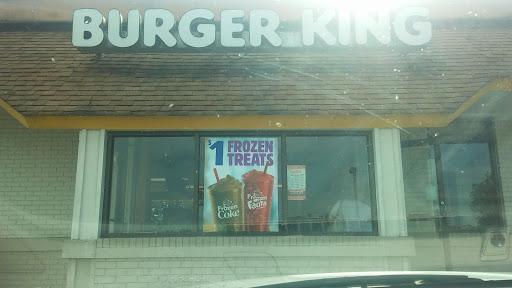 BURGER KING
$1 FROZEN
TREATS
Frozen
Coke
Frozen
Fanta